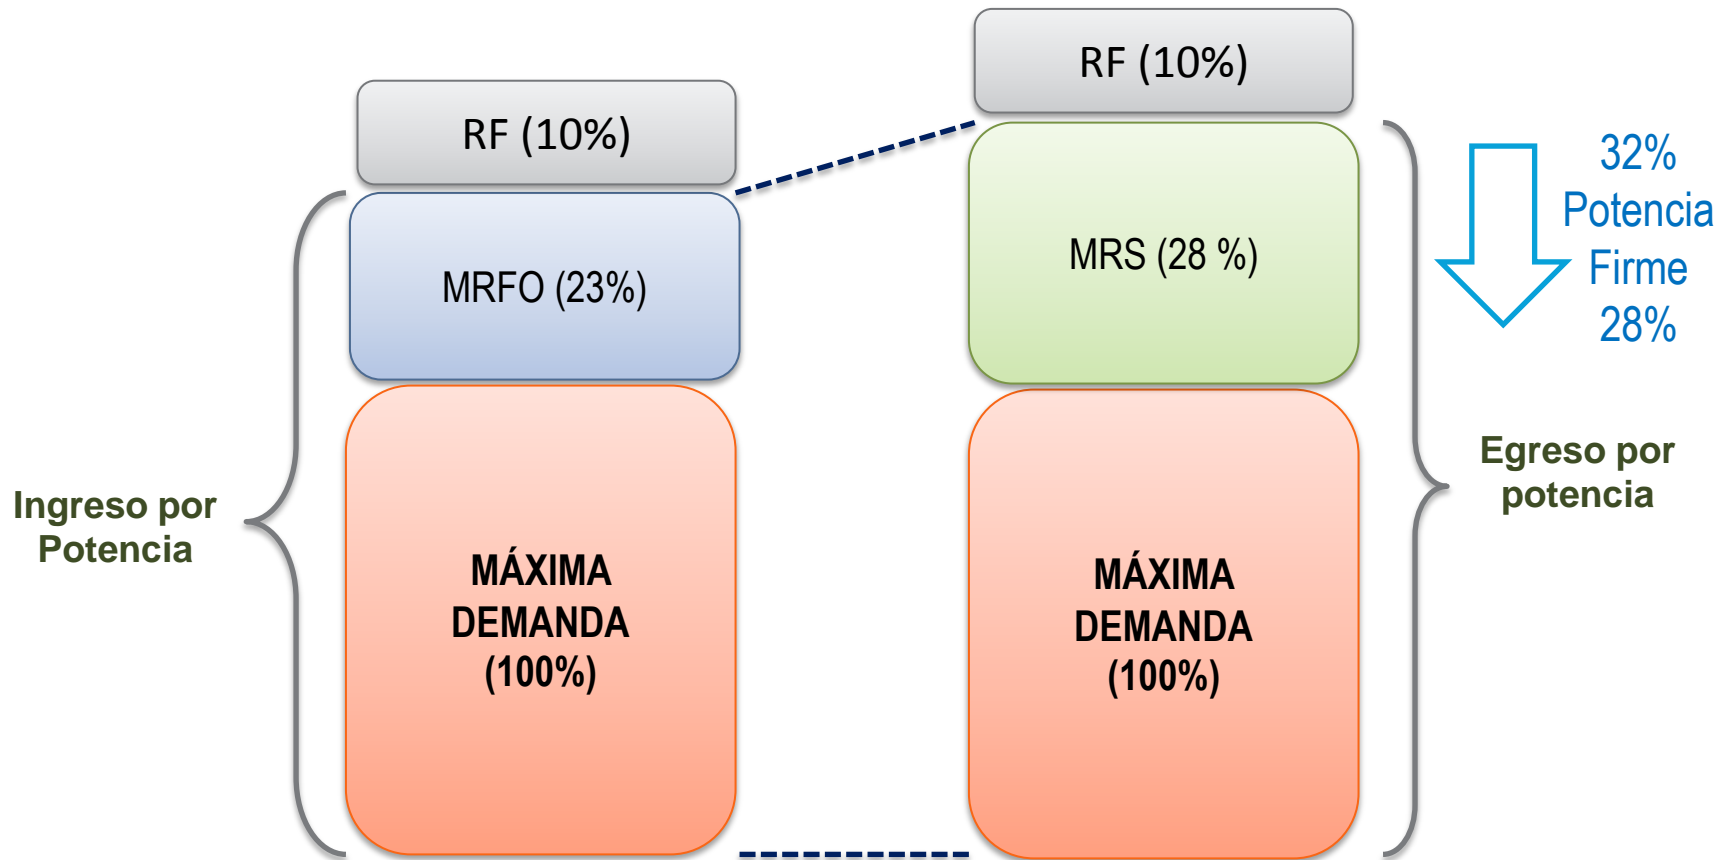 RF (10%)
MRFO (23%)
MÁXIMA
DEMANDA
(100%)
Ingreso por
Potencia
RF (10%)
MRS (28 %)
MÁXIMA
DEMANDA
(100%)
32%
Potencia
Firme
28%
Egreso por
potencia